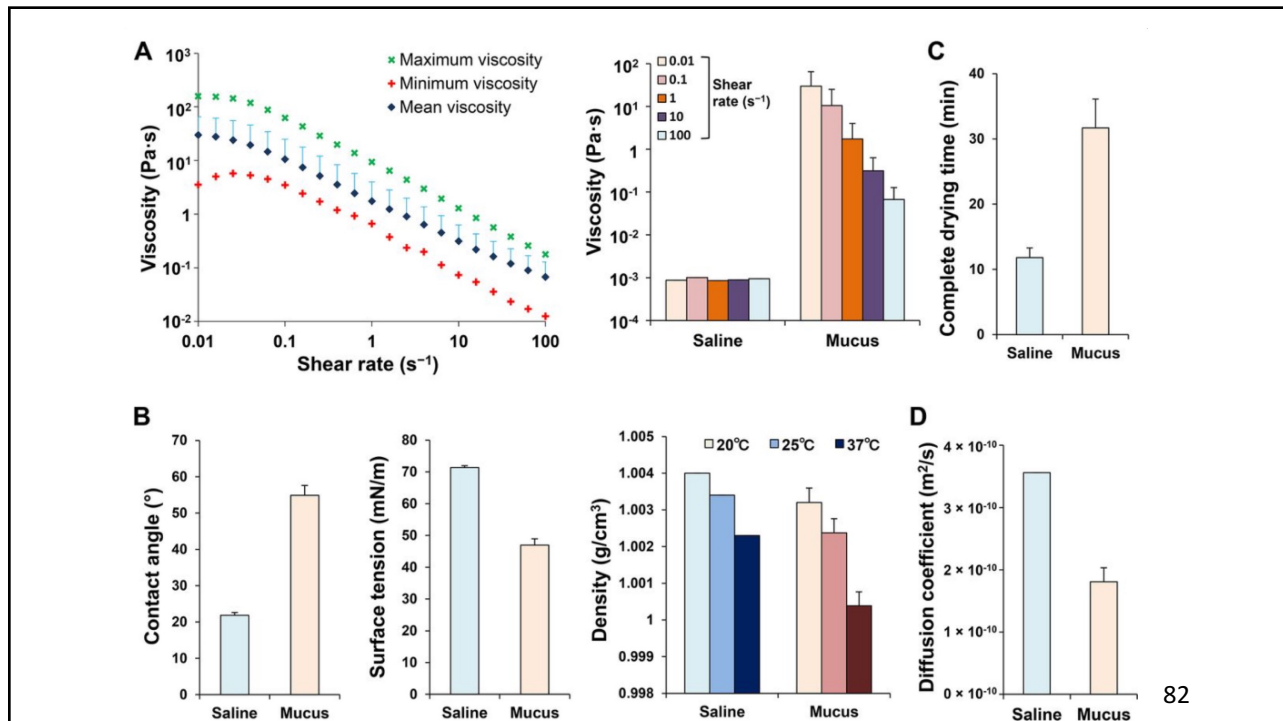 A
Viscosity (Pa·s)
10³
10²
10¹
1
10⁻¹
10⁻²
0.01
0.1
1
10
100
Shear rate (s⁻¹)
Maximum viscosity
Minimum viscosity
Mean viscosity
Viscosity (Pa·s)
10²
10¹
1
10⁻¹
10⁻²
10⁻³
10⁻⁴
0.01
0.1
1
10
100
Shear
rate (s⁻¹)
Saline
Mucus
C
Complete drying time (min)
40
30
20
10
0
Saline
Mucus
B
Contact angle (°)
70
60
50
40
30
20
10
0
Saline
Mucus
Surface tension (mN/m)
80
70
60
50
40
30
20
10
0
Saline
Mucus
Density (g/cm³)
1.005
1.004
1.003
1.002
1.001
1
0.999
0.998
20°C
25°C
37°C
Saline
Mucus
D
Diffusion coefficient (m²/s)
4 × 10⁻¹⁰
3 × 10⁻¹⁰
2 × 10⁻¹⁰
1 × 10⁻¹⁰
0 × 10⁻¹⁰
Saline
Mucus
82